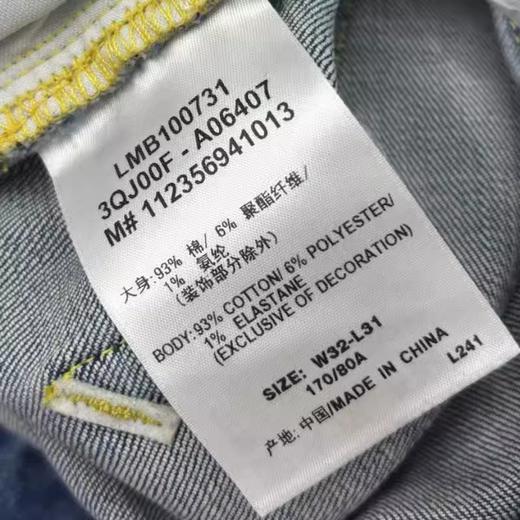 LMB100731
3QJ00F - A06407
M# 112356941013
大身:93% 棉/ 6% 聚酯纤维/
1% 氨纶
(装饰部分除外)
BODY: 93% COTTON/ 6% POLYESTER/
1% ELASTANE
(EXCLUSIVE OF DECORATION)
SIZE: W32-L31
170/80A
产地: 中国/MADE IN CHINA
L241